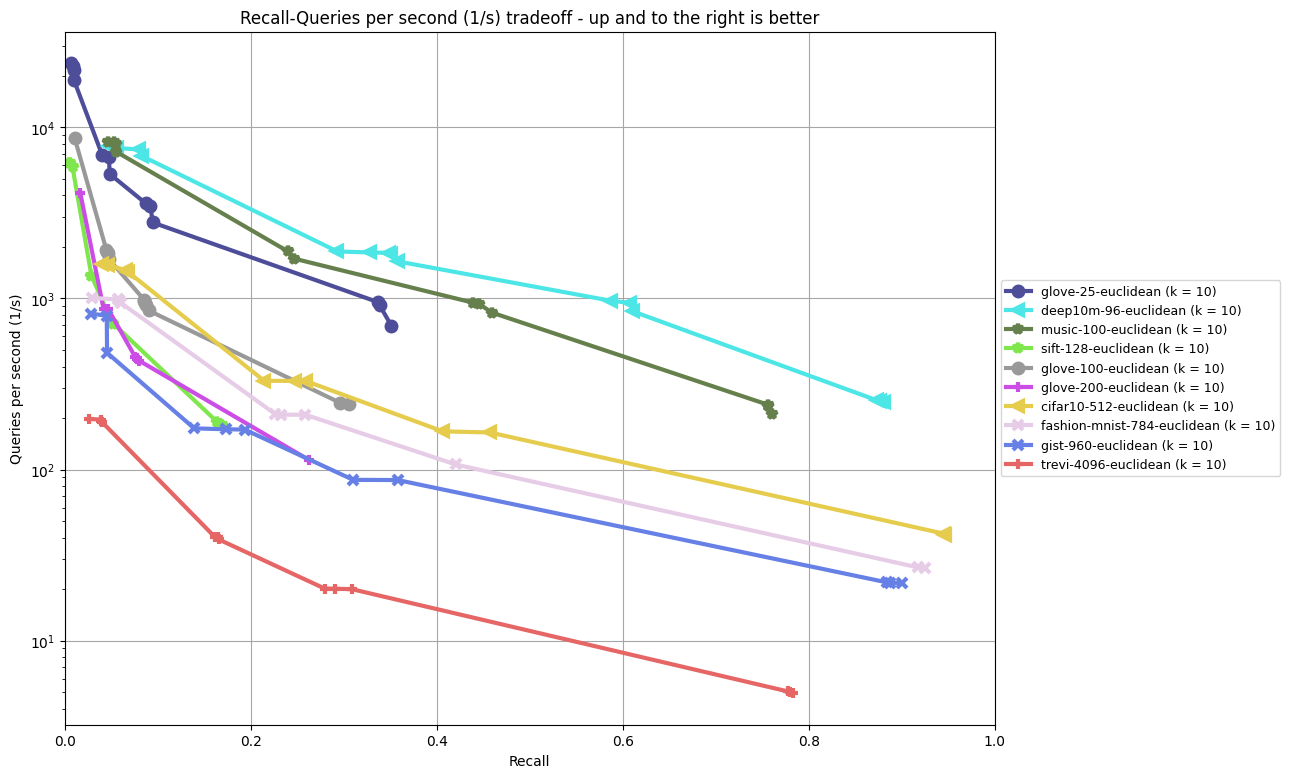 Recall-Queries per second (1/s) tradeoff - up and to the right is better
Queries per second (1/s)
10⁴
10³
10²
10¹
0.0 0.2 0.4 0.6 0.8 1.0
Recall
glove-25-euclidean (k = 10)
deep10m-96-euclidean (k = 10)
music-100-euclidean (k = 10)
sift-128-euclidean (k = 10)
glove-100-euclidean (k = 10)
glove-200-euclidean (k = 10)
cifar10-512-euclidean (k = 10)
fashion-mnist-784-euclidean (k = 10)
gist-960-euclidean (k = 10)
trevi-4096-euclidean (k = 10)